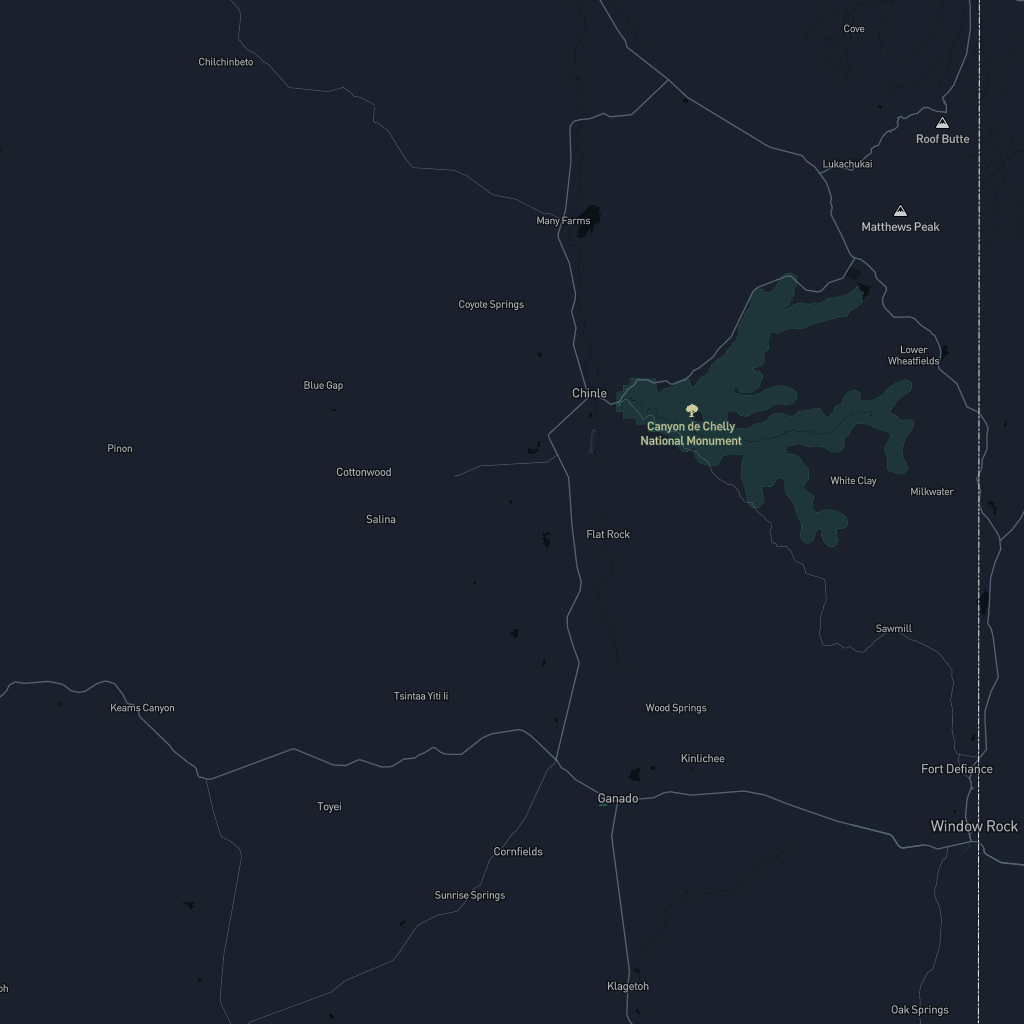 Cove
Chilchinbeto
Roof Butte
Lukachukai
Many Farms
Matthews Peak
Coyote Springs
Lower
Wheatfields
Blue Gap
Chinle
Canyon de Chelly
National Monument
Pinon
Cottonwood
White Clay
Milkwater
Salina
Flat Rock
Sawmill
Tsintaa Yiti Ii
Keams Canyon
Wood Springs
Kinlichee
Fort Defiance
Toyei
Ganado
Window Rock
Cornfields
Sunrise Springs
Klagetoh
oh
Oak Springs